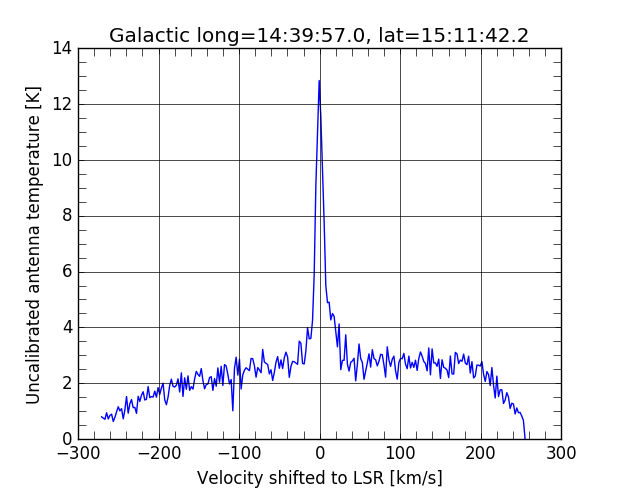 Galactic long=14:39:57.0, lat=15:11:42.2
Uncalibrated antenna temperature [K]
14
12
10
8
6
4
2
0
−300 −200 −100 0 100 200 300
Velocity shifted to LSR [km/s]